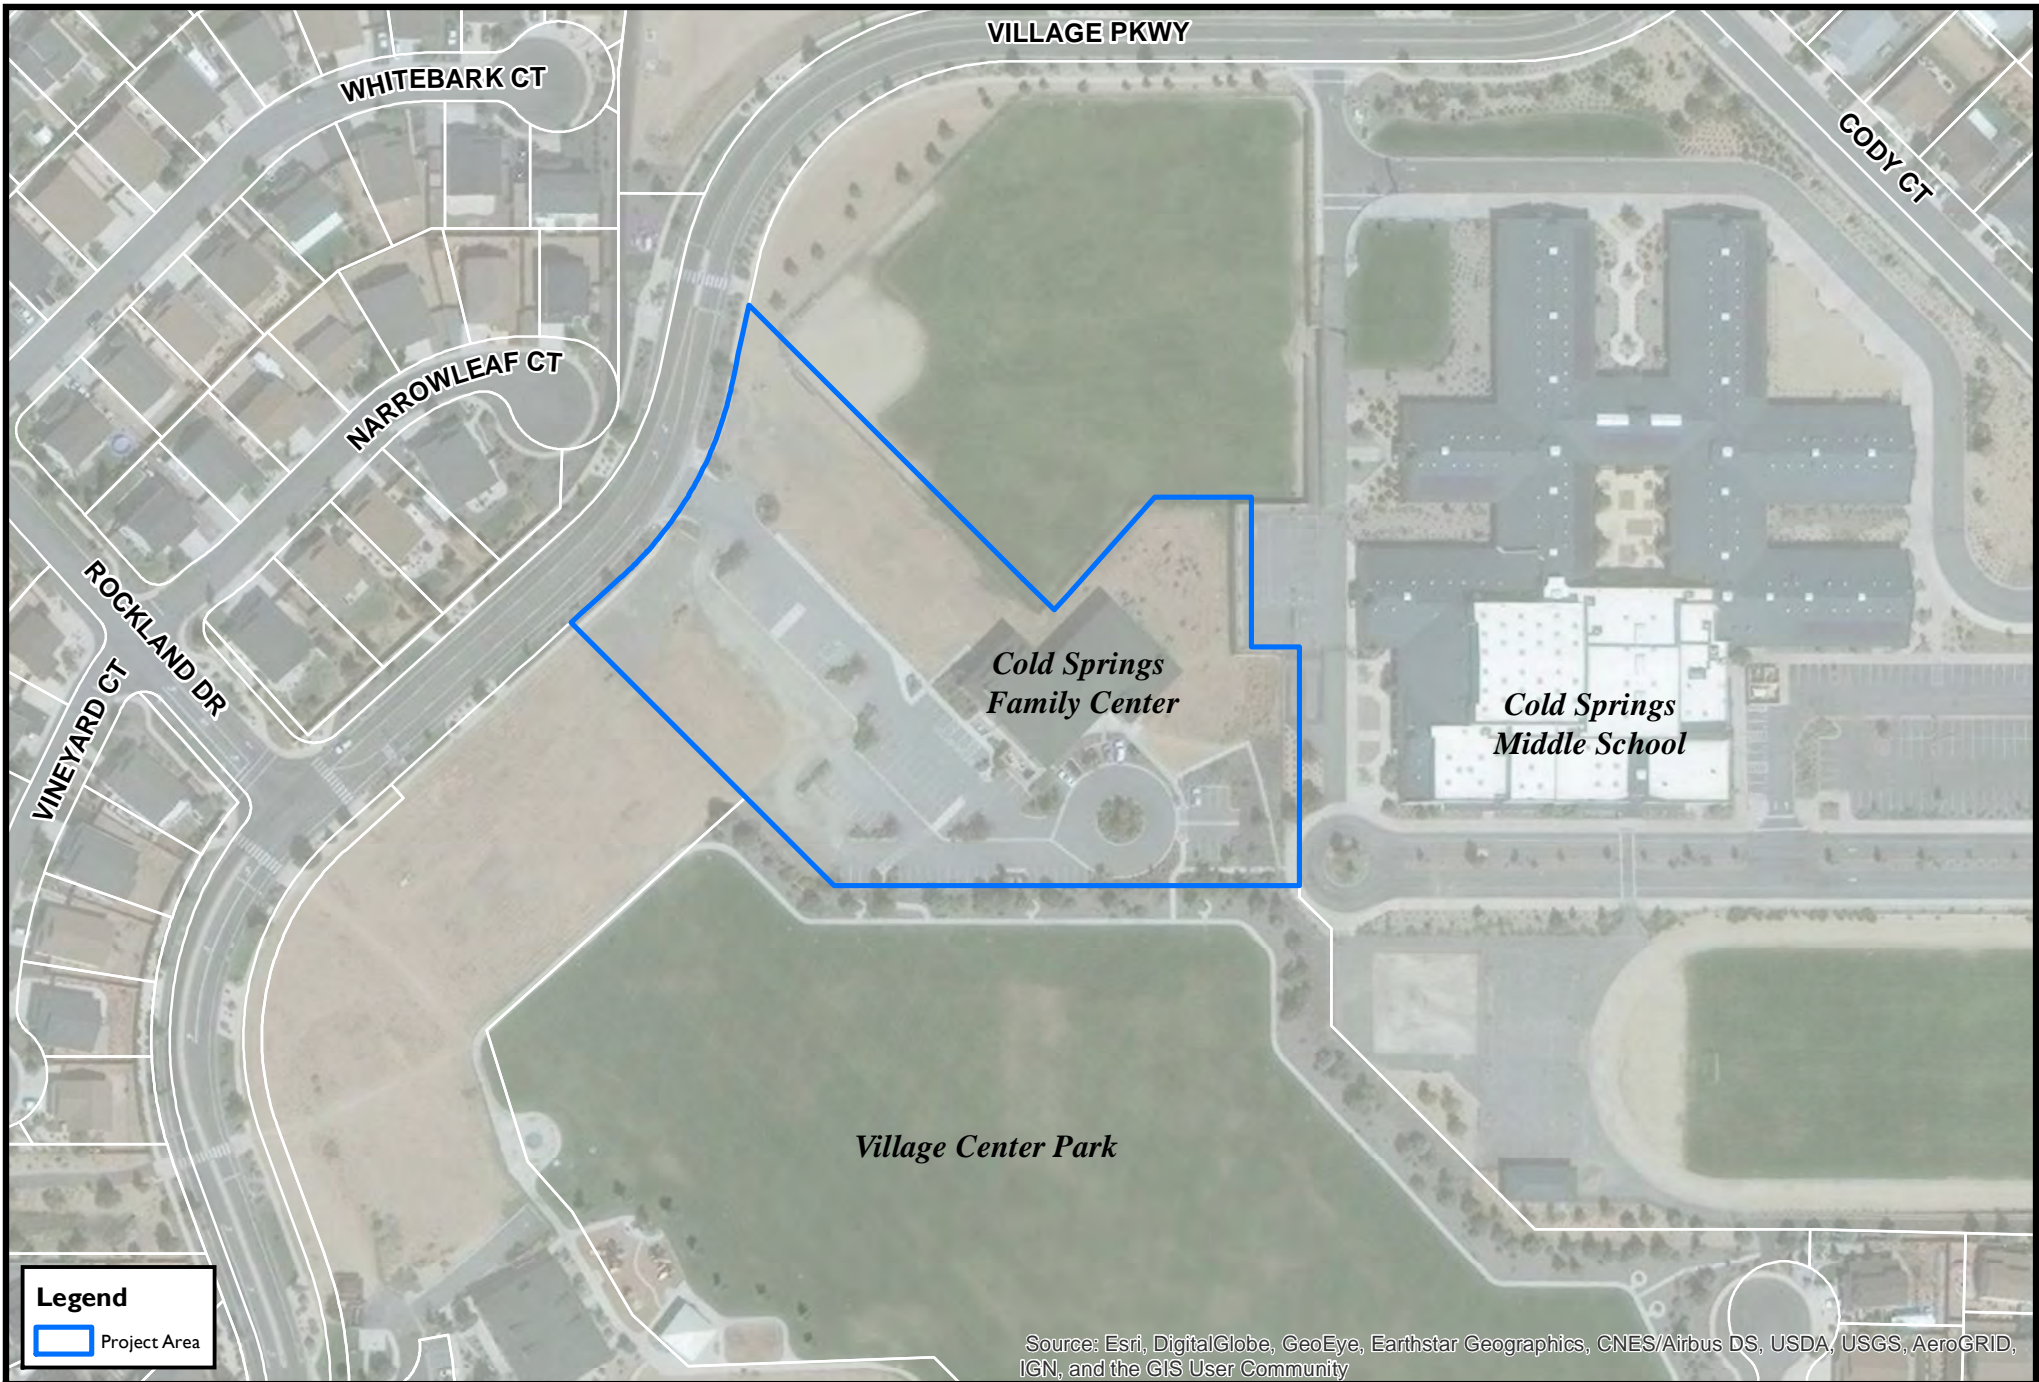 VILLAGE PKWY
WHITEBARK CT
CODY CT
NARROWLEAF CT
ROCKLAND DR
VINEYARD CT
Cold Springs
Family Center
Cold Springs
Middle School
Village Center Park
Legend
Project Area
Source: Esri, DigitalGlobe, GeoEye, Earthstar Geographics, CNES/Airbus DS, USDA, USGS, AeroGRID,
IGN, and the GIS User Community